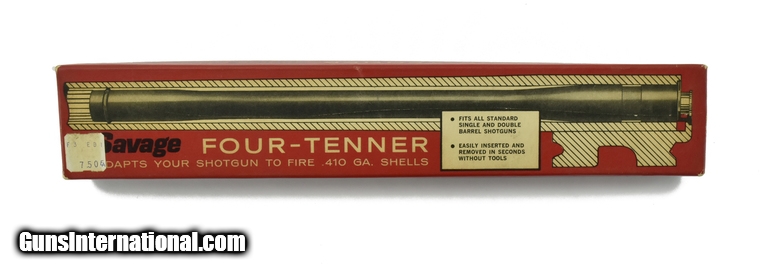 Savage FOUR-TENNER
ADAPTS YOUR SHOTGUN TO FIRE .410 GA. SHELLS
• FITS ALL STANDARD
SINGLE AND DOUBLE
BARREL SHOTGUNS
• EASILY INSERTED AND
REMOVED IN SECONDS
WITHOUT TOOLS
GunsInternational.com